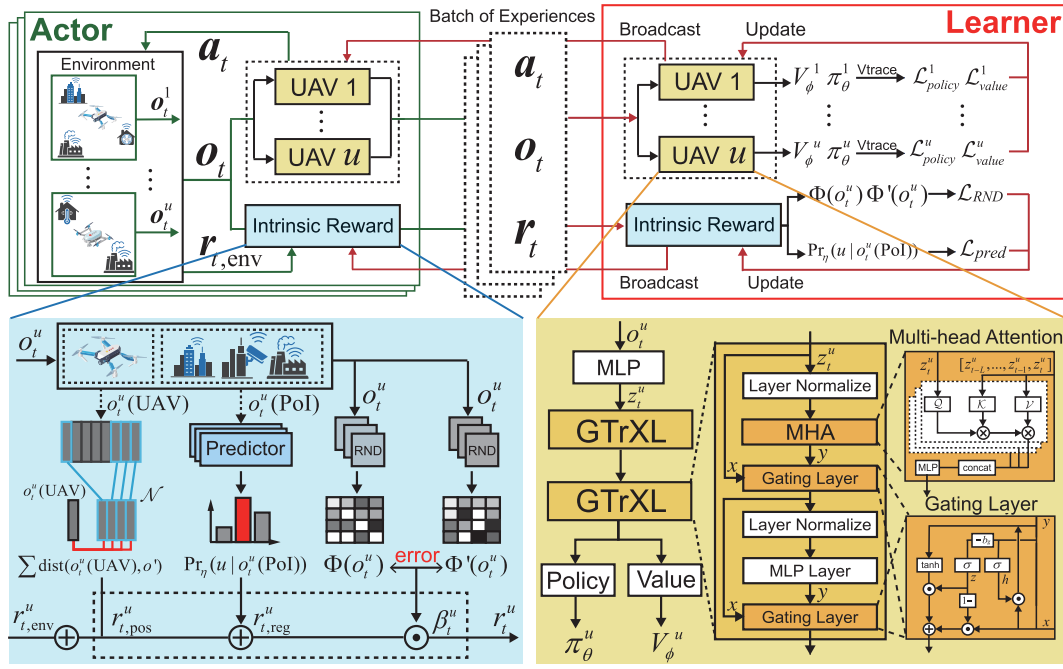 Actor
Batch of Experiences
Learner
Environment
a_t
Broadcast
Update
o_t^1
UAV 1
a_t
UAV 1
V_ϕ^1 π_θ^1
Vtrace
ℒ_policy^1 ℒ_value^1
o_t
UAV u
o_t
UAV u
V_ϕ^u π_θ^u
Vtrace
ℒ_policy^u ℒ_value^u
o_t^u
r_t,env
Intrinsic Reward
r_t
Intrinsic Reward
Φ(o_t^u) Φ'(o_t^u)
ℒ_RND
Pr_η(u | o_t^u(PoI))
ℒ_pred
Broadcast
Update
o_t^u
o_t^u(UAV)
o_t^u(PoI)
o_t^u
o_t^u
Predictor
RND
RND
o_t^u(UAV)
𝒩
∑ dist(o_t^u(UAV), o')
Pr_η(u | o_t^u(PoI))
Φ(o_t^u)
error
Φ'(o_t^u)
r_t,env^u
r_t,pos^u
r_t,reg^u
β_t^u
r_t^u
o_t^u
MLP
z_t^u
GTrXL
GTrXL
Policy
Value
π_θ^u
V_ϕ^u
z_t^u
Layer Normalize
MHA
x
y
Gating Layer
Layer Normalize
MLP Layer
x
y
Gating Layer
Multi-head Attention
z_t^u
[z_t-L^u, ..., z_t-1^u, z_t^u]
Q
K
V
MLP
concat
Gating Layer
y
-b_g
tanh
σ
σ
z
h
1-
x